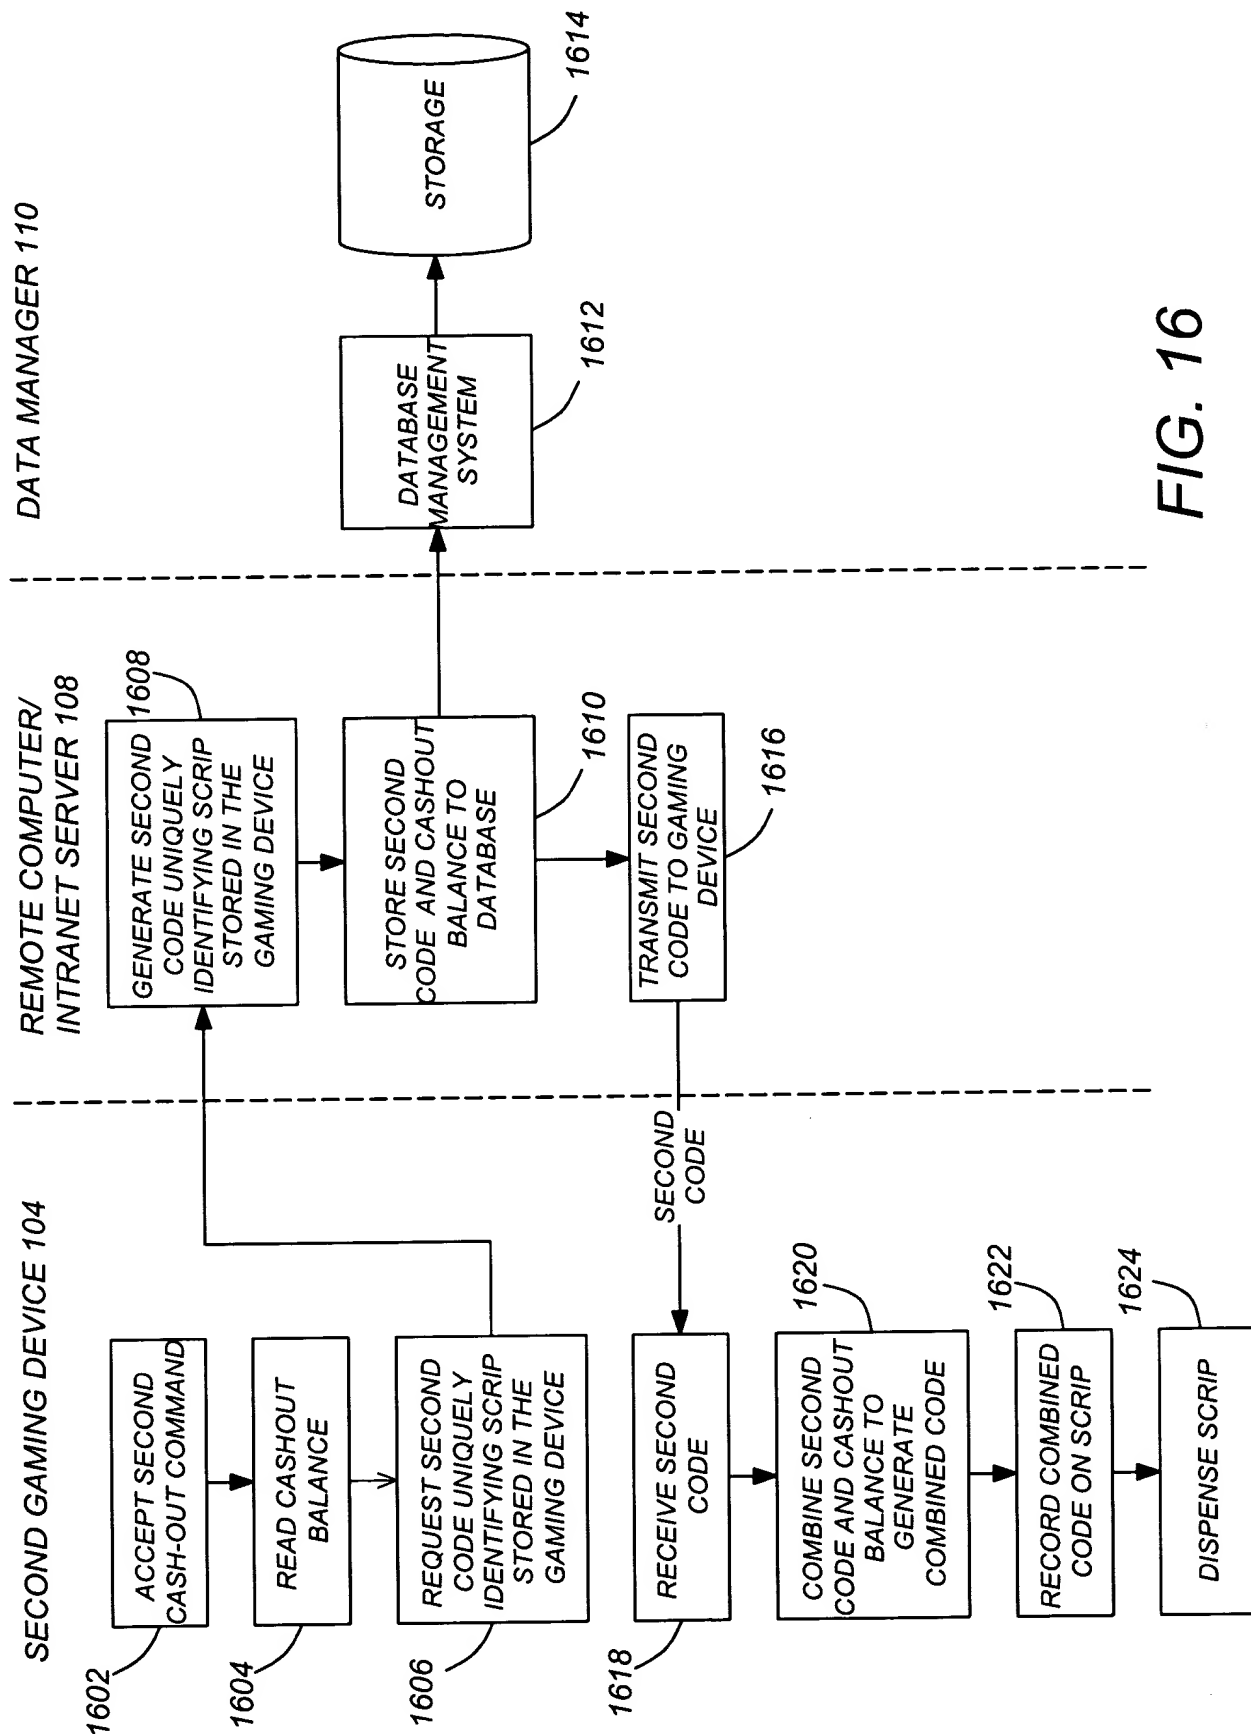 SECOND GAMING DEVICE 104
1602
ACCEPT SECOND
CASH-OUT COMMAND
1604
READ CASHOUT
BALANCE
1606
REQUEST SECOND
CODE UNIQUELY
IDENTIFYING SCRIP
STORED IN THE
GAMING DEVICE
1618
RECEIVE SECOND
CODE
1620
COMBINE SECOND
CODE AND CASHOUT
BALANCE TO
GENERATE
COMBINED CODE
1622
RECORD COMBINED
CODE ON SCRIP
1624
DISPENSE SCRIP
SECOND
CODE
REMOTE COMPUTER/
INTRANET SERVER 108
1608
GENERATE SECOND
CODE UNIQUELY
IDENTIFYING SCRIP
STORED IN THE
GAMING DEVICE
STORE SECOND
CODE AND CASHOUT
BALANCE TO
DATABASE
1610
TRANSMIT SECOND
CODE TO GAMING
DEVICE
1616
DATA MANAGER 110
DATABASE
MANAGEMENT
SYSTEM
1612
STORAGE
1614
FIG. 16